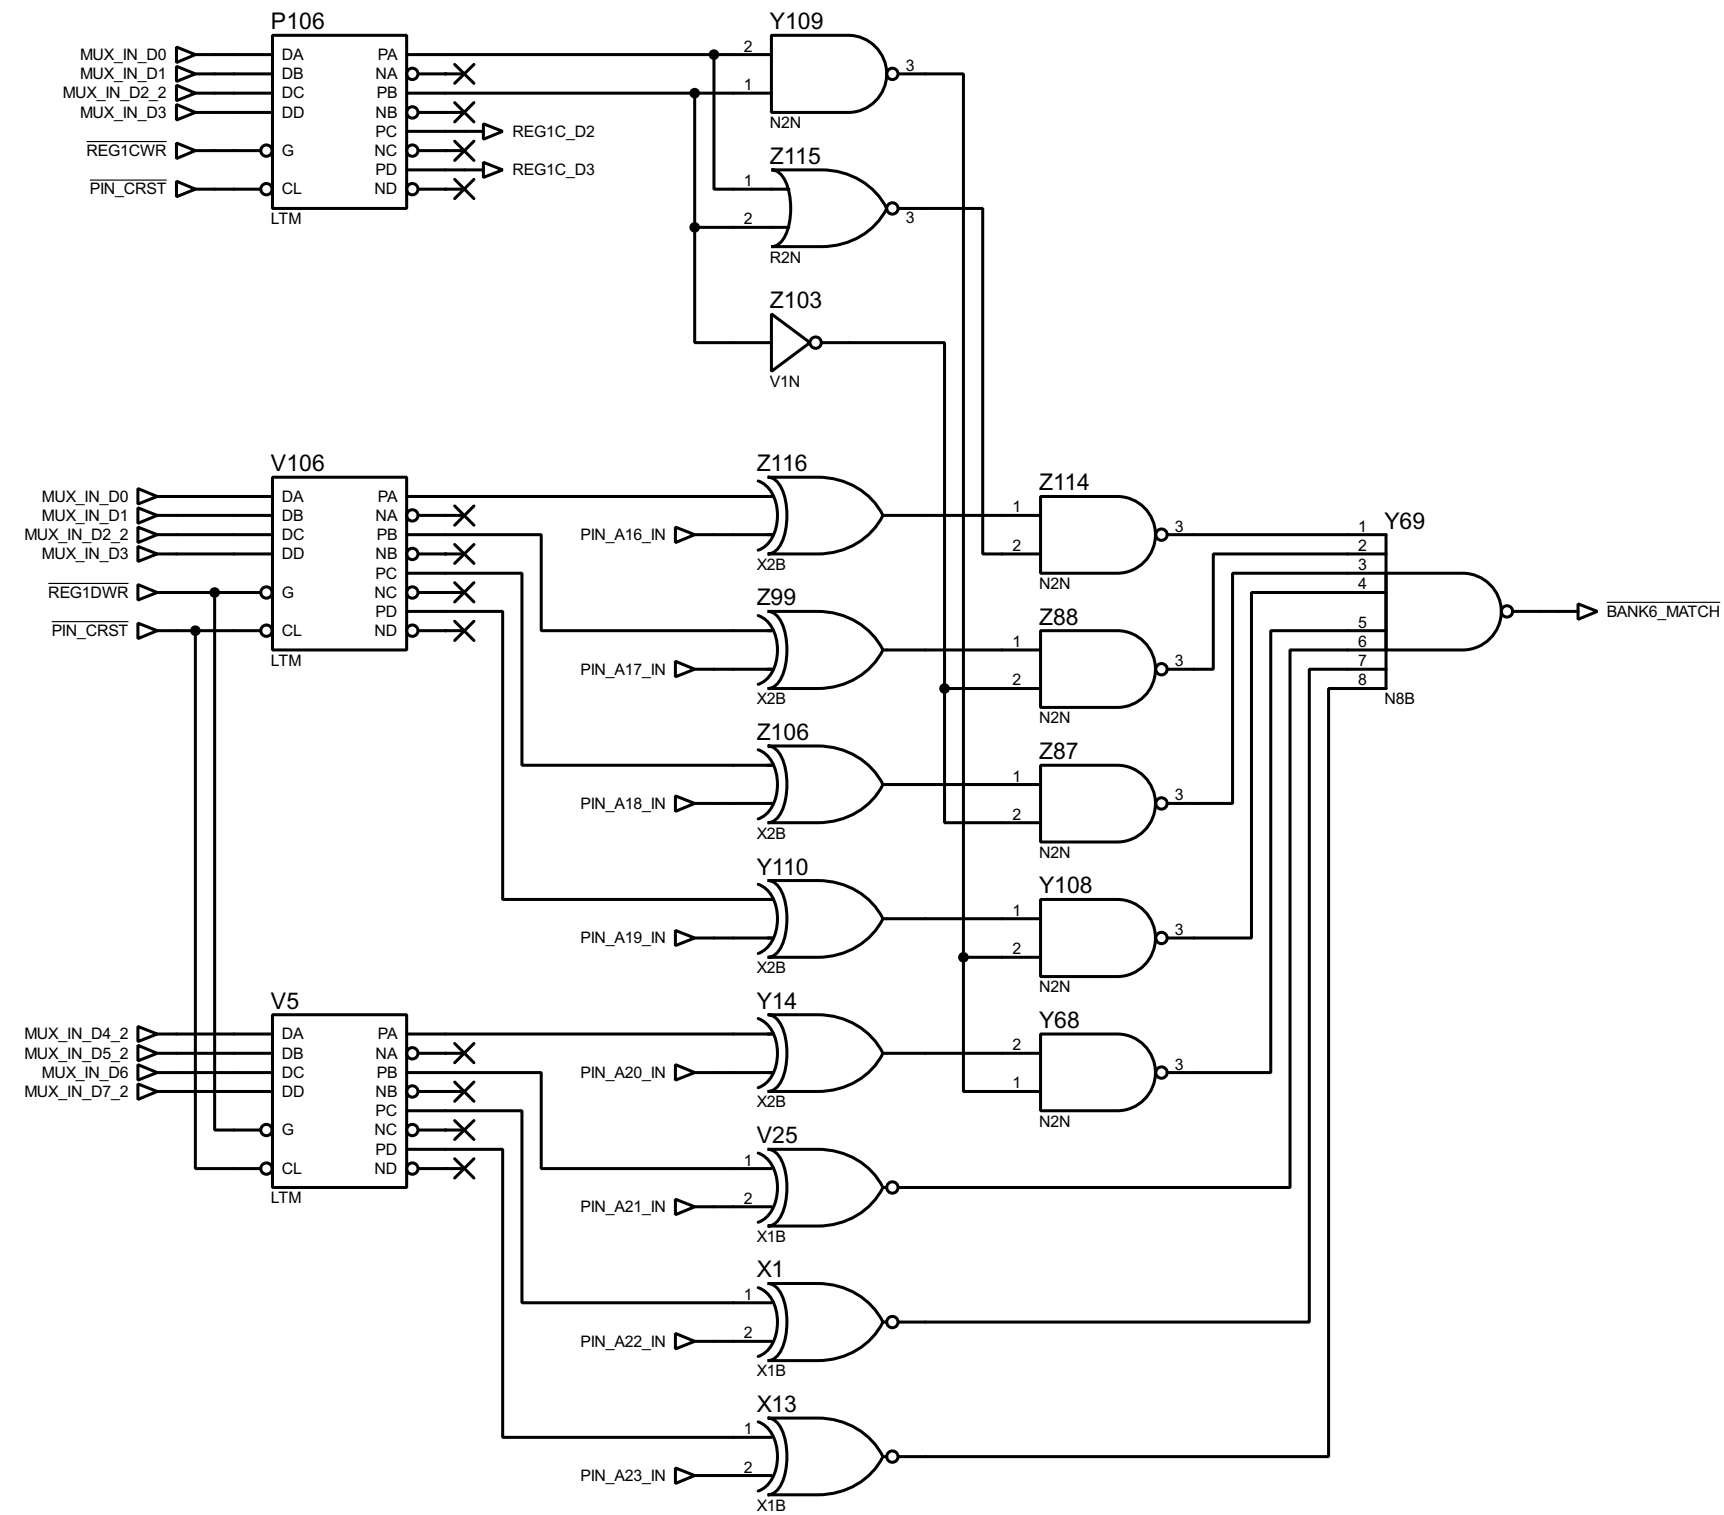 P106
MUX_IN_D0 DA PA
MUX_IN_D1 DB NA
MUX_IN_D2_2 DC PB
MUX_IN_D3 DD NB
PC REG1C_D2
REG1CWR G NC
PD REG1C_D3
PIN_CRST CL ND
LTM
Y109
2
1
3
N2N
Z115
1
2
3
R2N
Z103
V1N
V106
MUX_IN_D0 DA PA
MUX_IN_D1 DB NA
MUX_IN_D2_2 DC PB
MUX_IN_D3 DD NB
PC
REG1DWR G NC
PD
PIN_CRST CL ND
LTM
Z116
PIN_A16_IN
X2B
Z99
PIN_A17_IN
X2B
Z106
PIN_A18_IN
X2B
Y110
PIN_A19_IN
X2B
Z114
1
2
3
N2N
Z88
1
2
3
N2N
Z87
1
2
3
N2N
Y108
1
2
3
N2N
Y69
1
2
3
4
5
6
7
8
N8B
BANK6_MATCH
V5
MUX_IN_D4_2 DA PA
MUX_IN_D5_2 DB NA
MUX_IN_D6 DC PB
MUX_IN_D7_2 DD NB
PC
G NC
PD
CL ND
LTM
Y14
PIN_A20_IN
X2B
Y68
2
1
3
N2N
V25
1
PIN_A21_IN 2
X1B
X1
1
PIN_A22_IN 2
X1B
X13
1
PIN_A23_IN 2
X1B